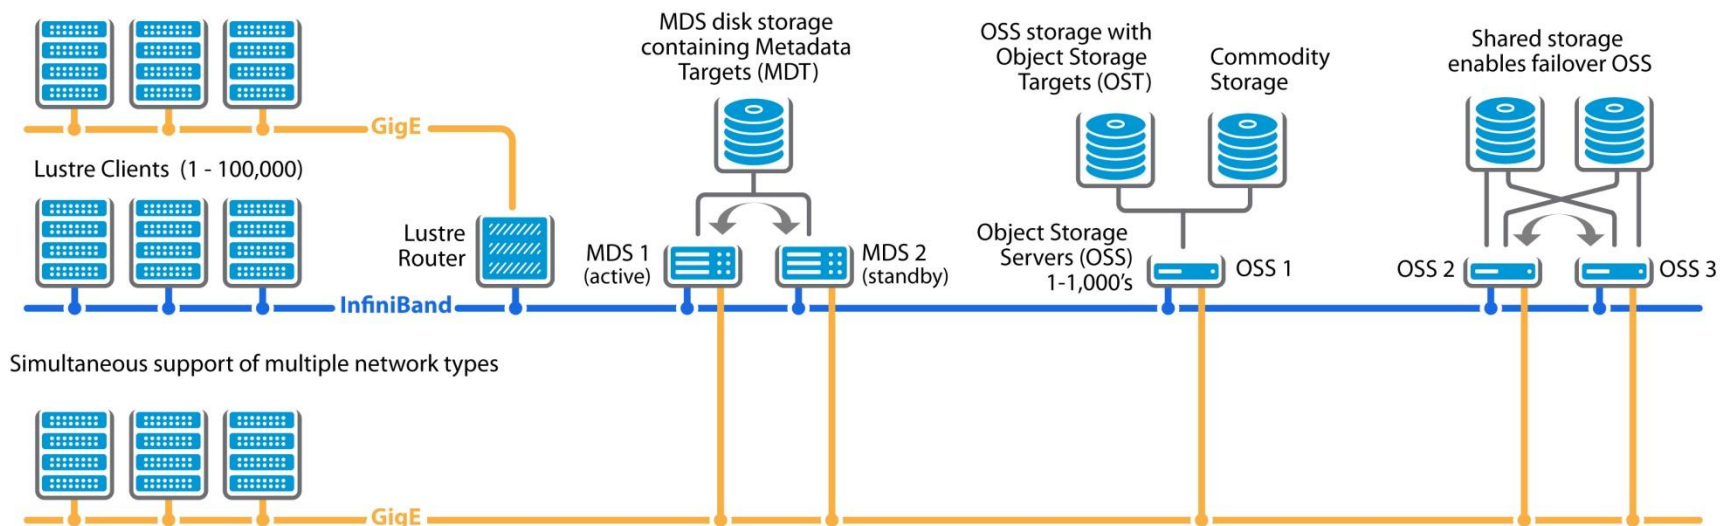 MDS disk storage
containing Metadata
Targets (MDT)
OSS storage with
Object Storage
Targets (OST)
Commodity
Storage
Shared storage
enables failover OSS
GigE
Lustre Clients (1 - 100,000)
Lustre
Router
MDS 1
(active)
MDS 2
(standby)
Object Storage
Servers (OSS)
1-1,000's
OSS 1
OSS 2
OSS 3
InfiniBand
Simultaneous support of multiple network types
GigE